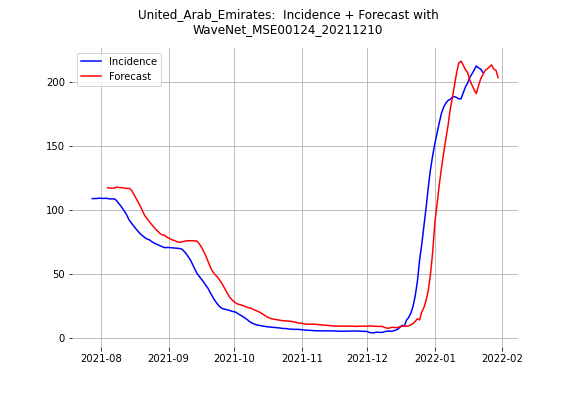 United_Arab_Emirates:  Incidence + Forecast with
WaveNet_MSE00124_20211210
Incidence
Forecast
200
150
100
50
0
2021-08 2021-09 2021-10 2021-11 2021-12 2022-01 2022-02